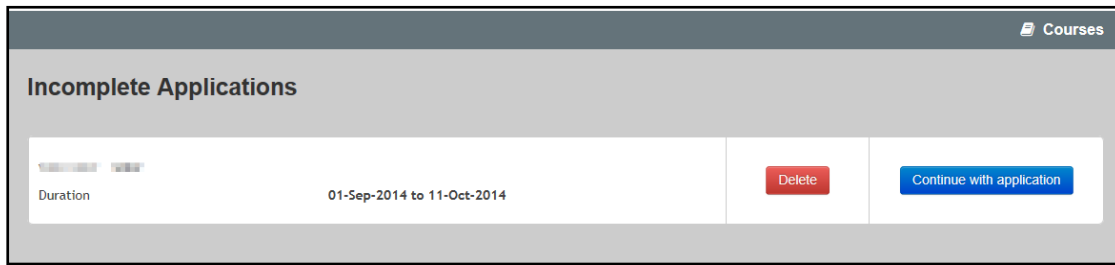 Courses
Incomplete Applications
Duration 01-Sep-2014 to 11-Oct-2014 Delete Continue with application